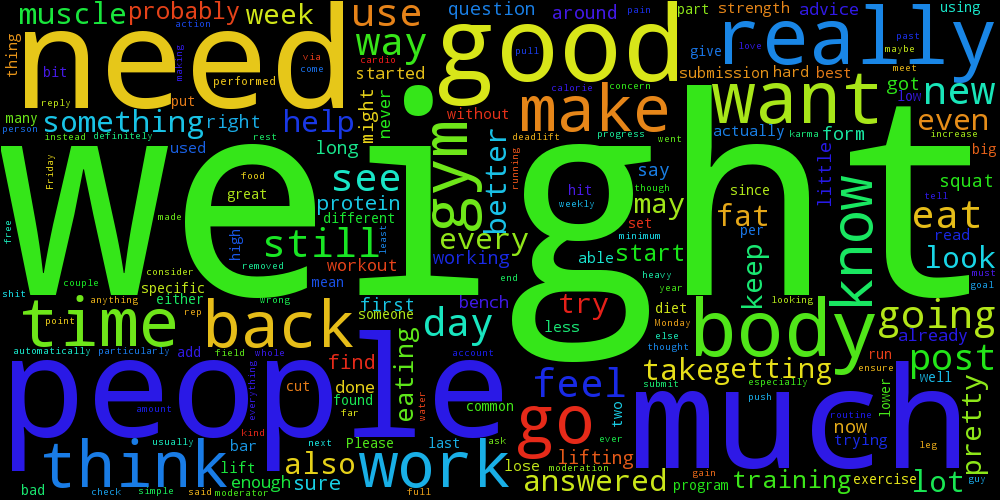 muscle probably week use question around part strength advice using
thing need action good pain really
bit performed via come way pull give love past maybe
making started calorie concern submission hard best meet got low new
reply put might never without make want
many something right help actually karma form even increase
person instead definitely rest deadlift progress went big
Friday used long gym better running say little
weight
food see hit though since squat
great protein weekly may fat tell
free made different every set per know eat read
high still least working minimum keep look
removed able start
shit couple consider workout mean end heavy year must goal
specific either wrong
anything rep first bench try diet looking
time point back someone day less Monday body going
thought else already
automatically particularly add field whole find eating account run ensure post
people everything cut done feel takegetting well
amount found far water common submit especially pretty
kind two go much push lower routine now
usually next Please last ask ever trying leg
think bar work lifting
lift also lose moderation gain
enough sure answered program training exercise lot
bad check simple said moderator full guy